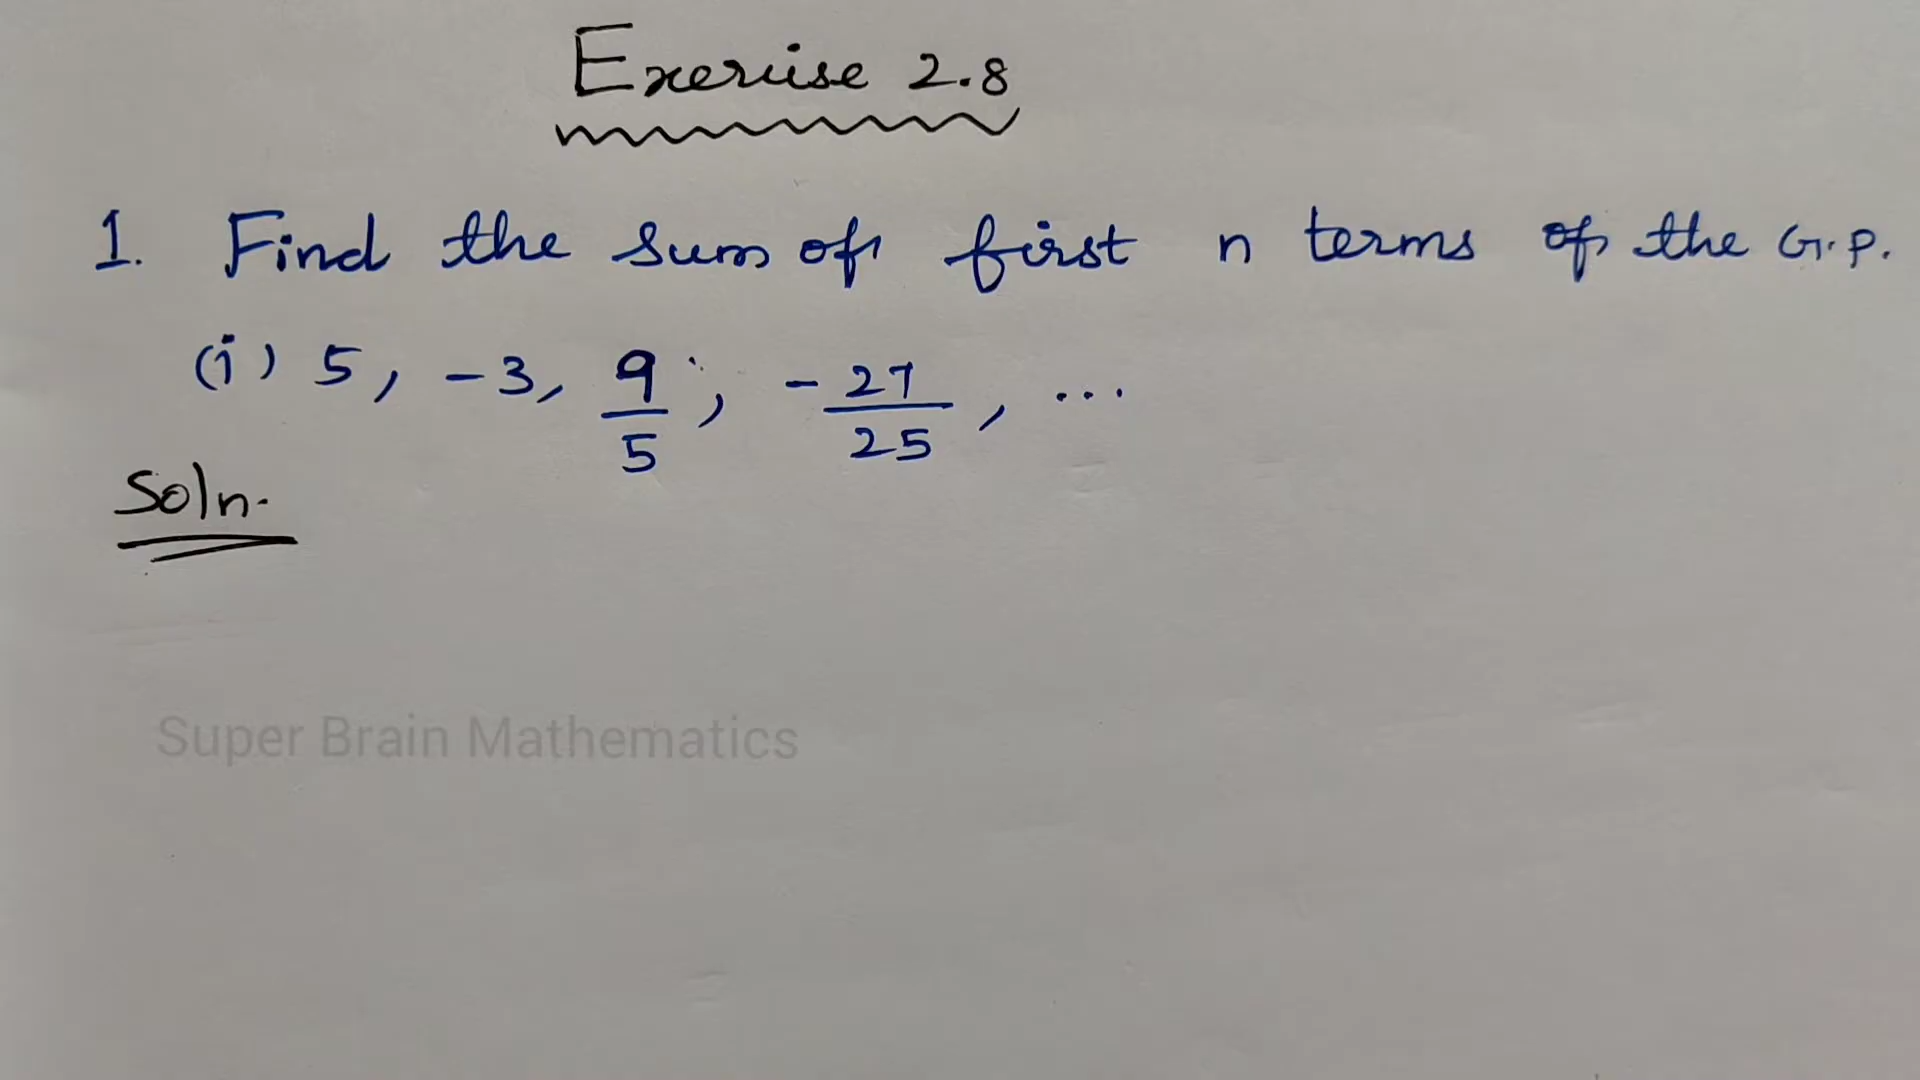 Exercise 2.8
1. Find the sum of first n terms of the G.P.
(i) 5, -3, 9/5, -27/25, ...
Soln.
Super Brain Mathematics